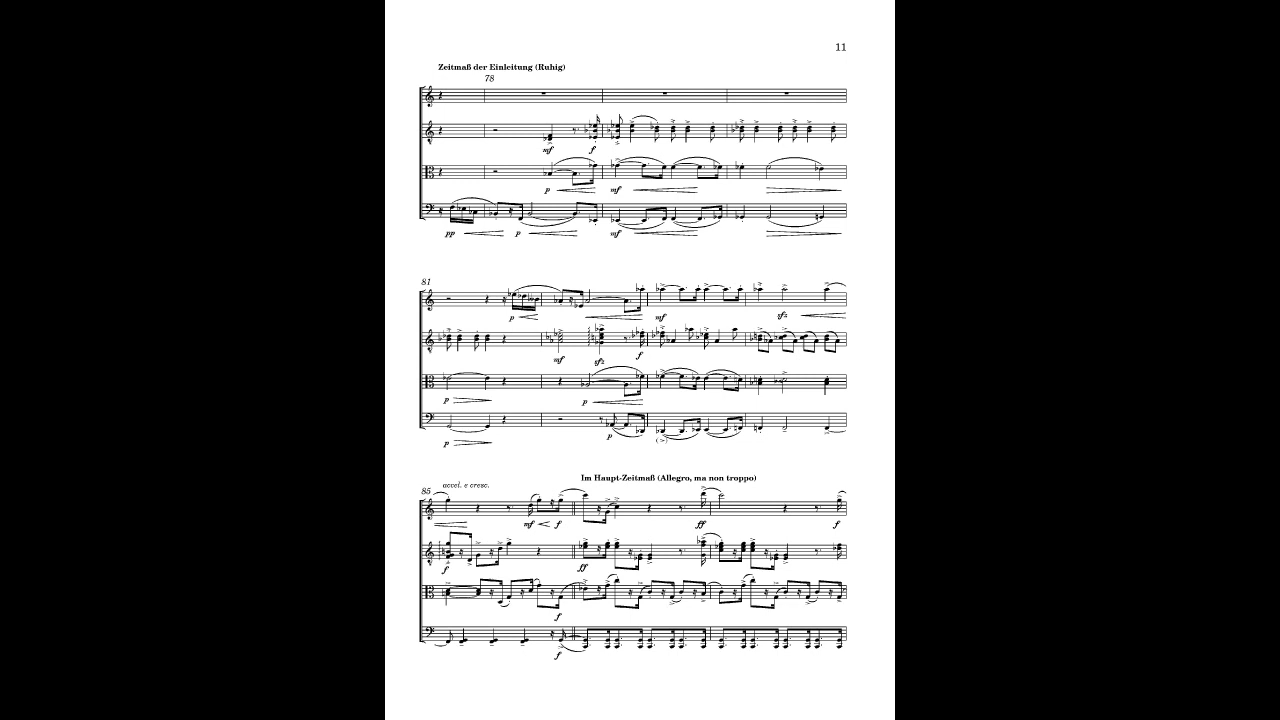 11
Zeitmaß der Einleitung (Ruhig)
78
mf f
p mf
pp p mf
81
p mf sfz
mf sfz f
p p
p p
(>)
Im Haupt-Zeitmaß (Allegro, ma non troppo)
accel. e cresc.
85
mf f ff f
f ff
f
f